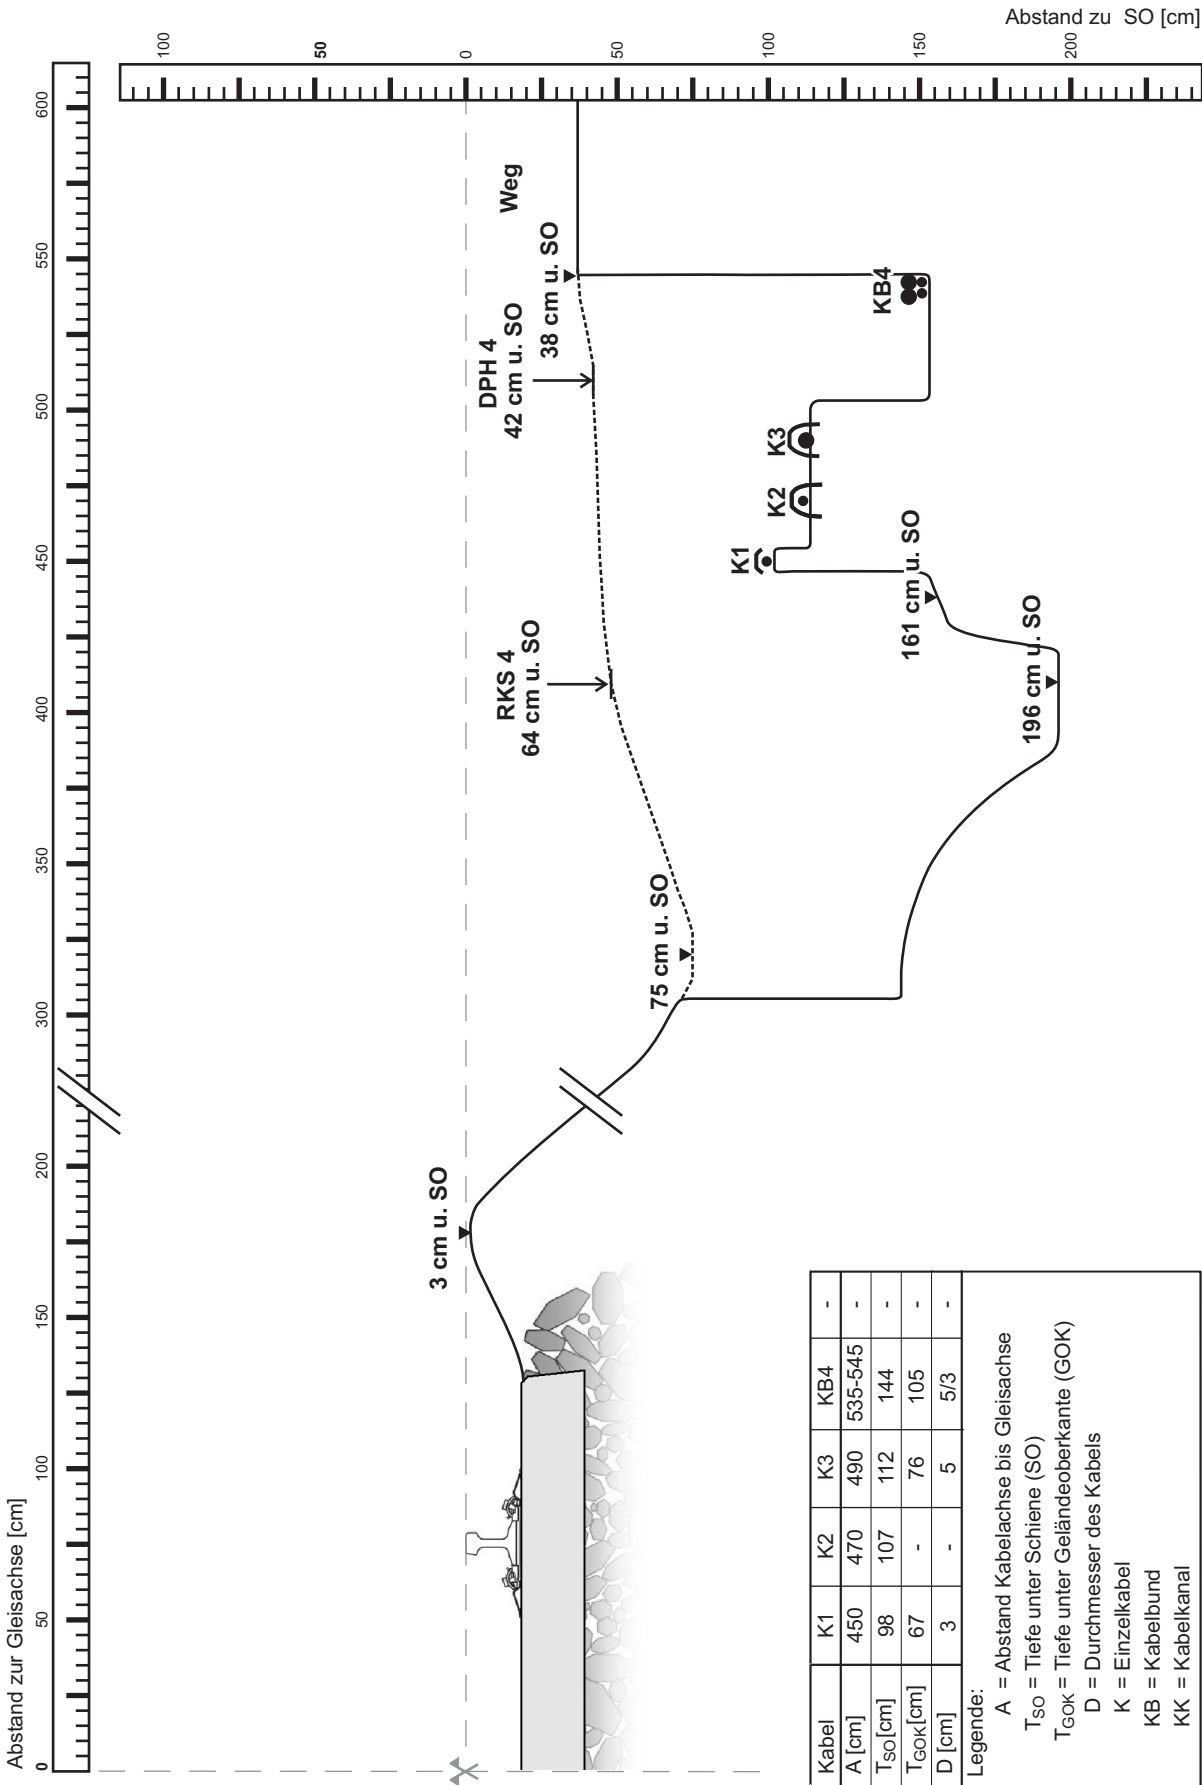 Abstand zur Gleisachse [cm]
0
50
100
150
200
300
350
400
450
500
550
600
Abstand zu SO [cm]
100
50
0
50
100
150
200
3 cm u. SO
75 cm u. SO
RKS 4
64 cm u. SO
DPH 4
42 cm u. SO
38 cm u. SO
Weg
K1
K2
K3
KB4
161 cm u. SO
196 cm u. SO
Kabel K1 K2 K3 KB4 -
A [cm] 450 470 490 535-545 -
TSO[cm] 98 107 112 144 -
TGOK[cm] 67 - 76 105 -
D [cm] 3 - 5 5/3 -
Legende:
A = Abstand Kabelachse bis Gleisachse
TSO = Tiefe unter Schiene (SO)
TGOK = Tiefe unter Geländeoberkante (GOK)
D = Durchmesser des Kabels
K = Einzelkabel
KB = Kabelbund
KK = Kabelkanal